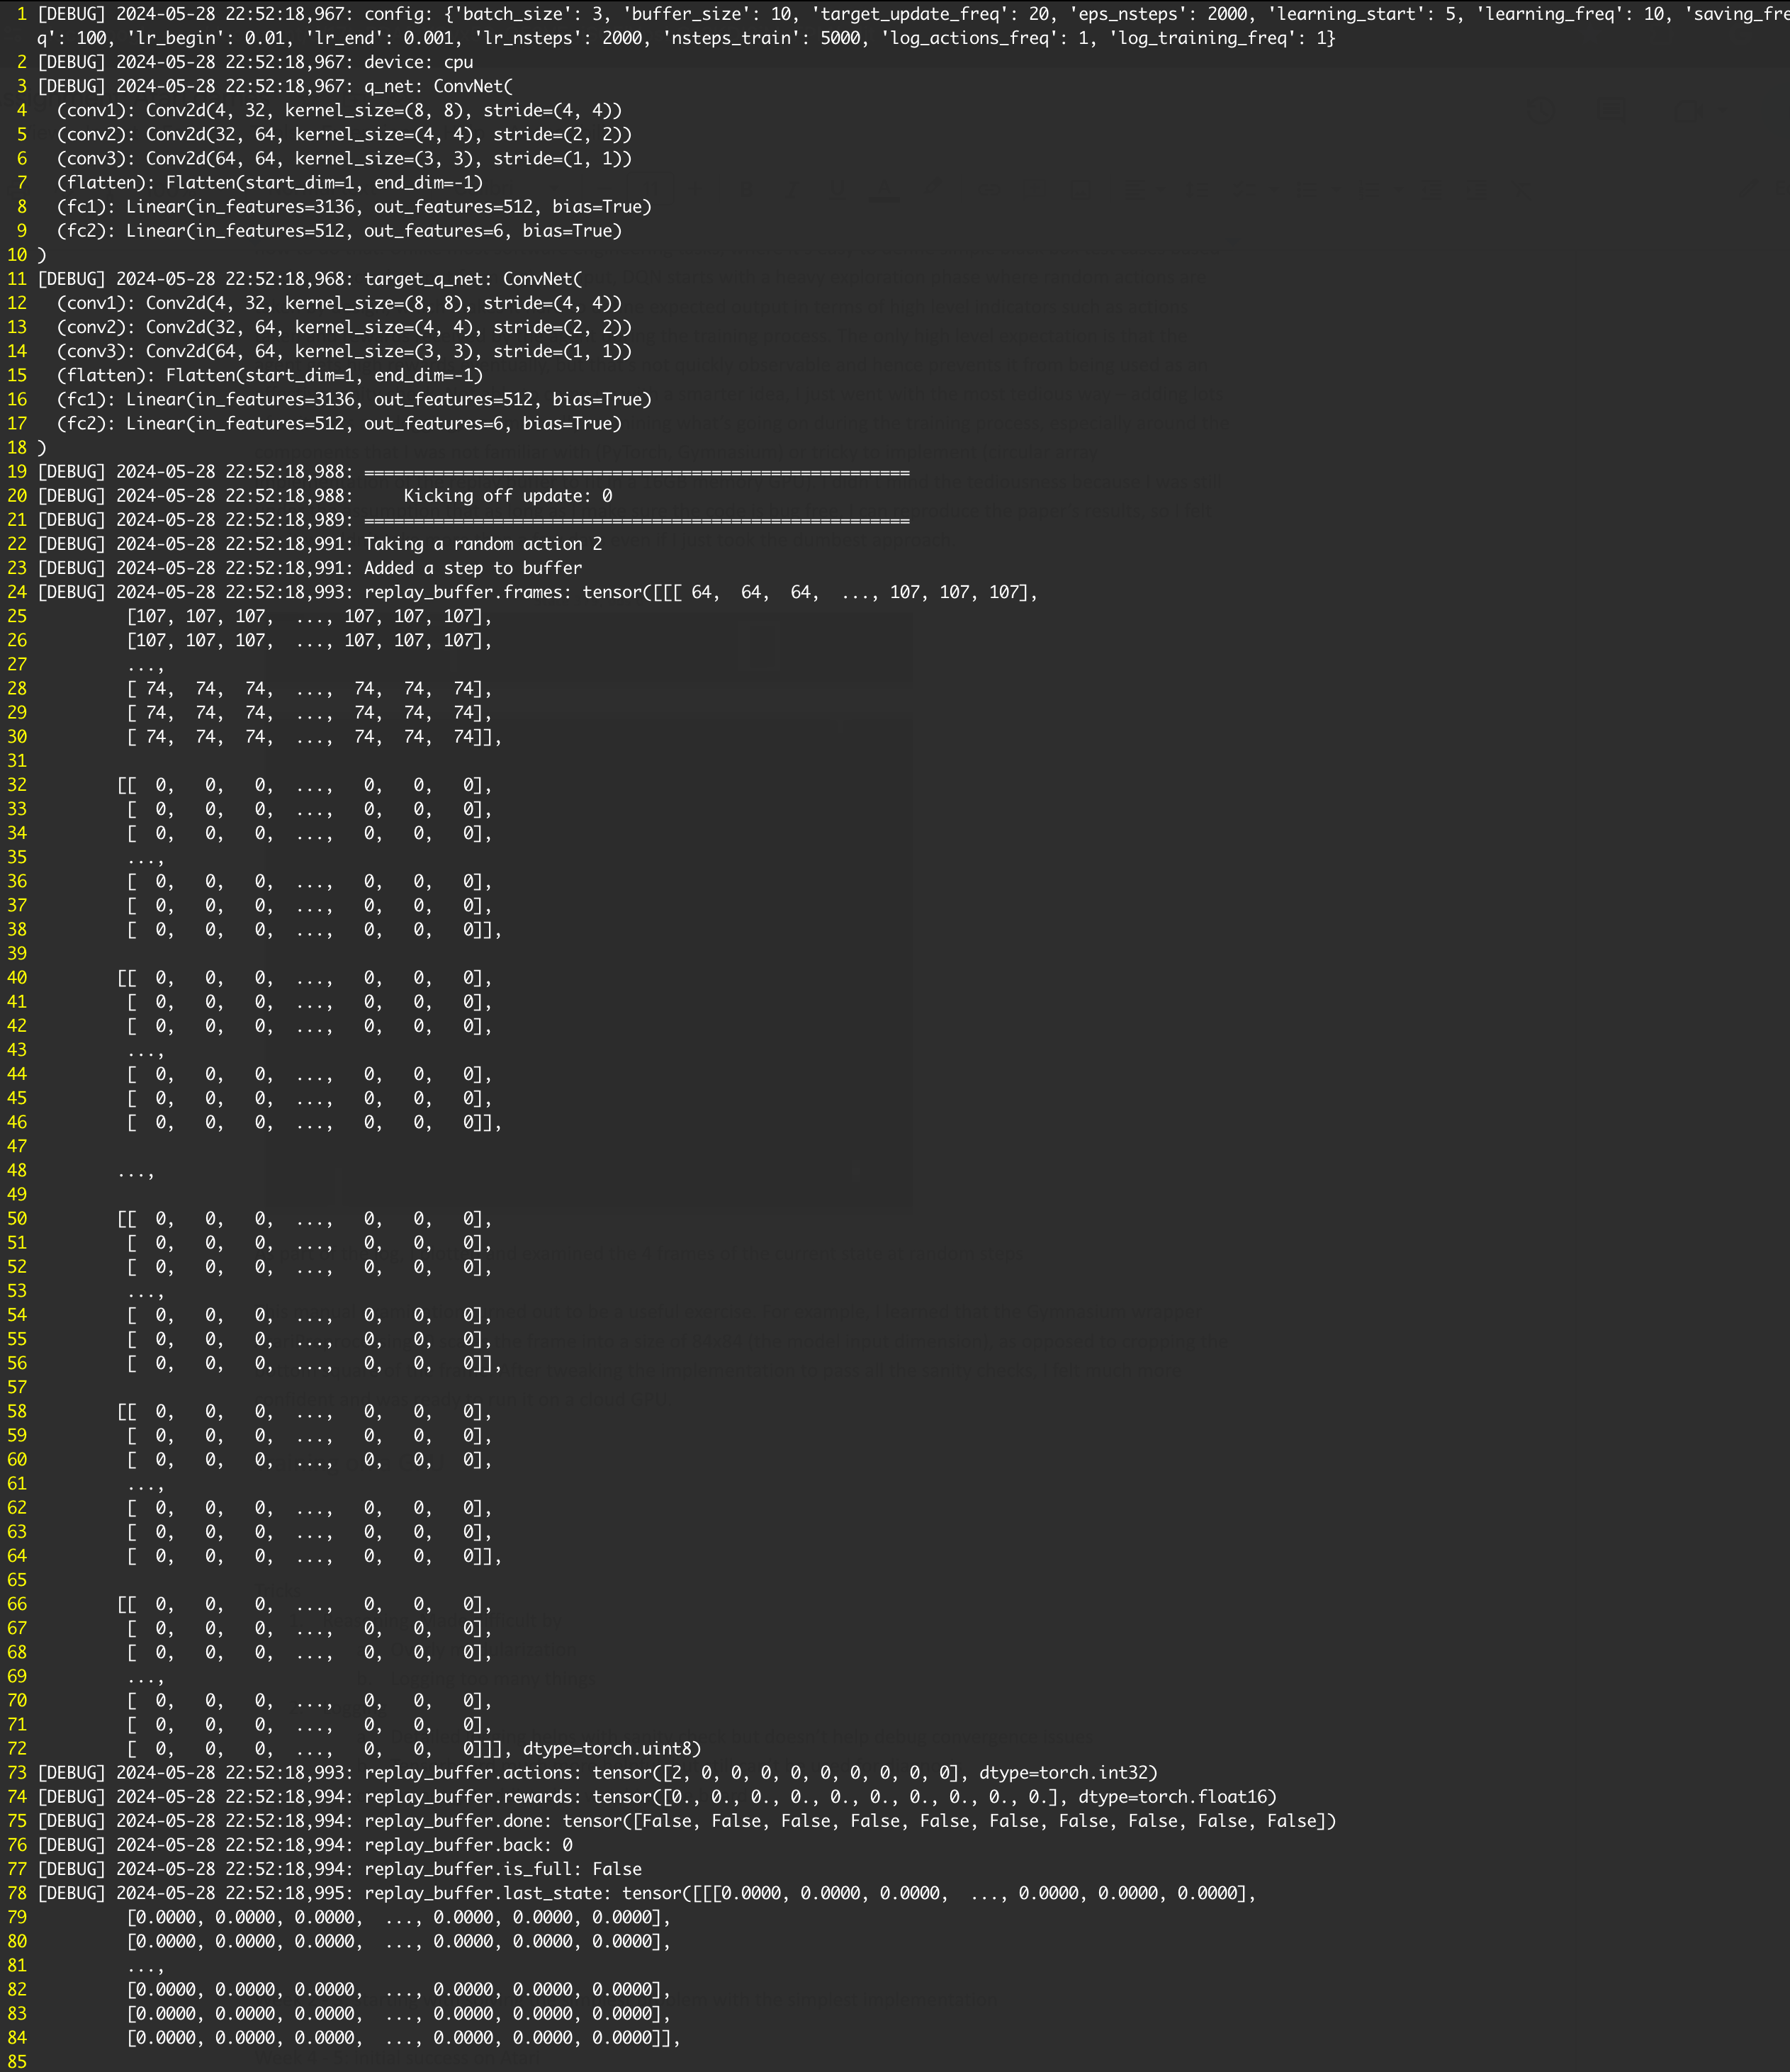 1 [DEBUG] 2024-05-28 22:52:18,967: config: {'batch_size': 3, 'buffer_size': 10, 'target_update_freq': 20, 'eps_nsteps': 2000, 'learning_start': 5, 'learning_freq': 10, 'saving_fre
q': 100, 'lr_begin': 0.01, 'lr_end': 0.001, 'lr_nsteps': 2000, 'nsteps_train': 5000, 'log_actions_freq': 1, 'log_training_freq': 1}
2 [DEBUG] 2024-05-28 22:52:18,967: device: cpu
3 [DEBUG] 2024-05-28 22:52:18,967: q_net: ConvNet(
4   (conv1): Conv2d(4, 32, kernel_size=(8, 8), stride=(4, 4))
5   (conv2): Conv2d(32, 64, kernel_size=(4, 4), stride=(2, 2))
6   (conv3): Conv2d(64, 64, kernel_size=(3, 3), stride=(1, 1))
7   (flatten): Flatten(start_dim=1, end_dim=-1)
8   (fc1): Linear(in_features=3136, out_features=512, bias=True)
9   (fc2): Linear(in_features=512, out_features=6, bias=True)
10 )
11 [DEBUG] 2024-05-28 22:52:18,968: target_q_net: ConvNet(
12   (conv1): Conv2d(4, 32, kernel_size=(8, 8), stride=(4, 4))
13   (conv2): Conv2d(32, 64, kernel_size=(4, 4), stride=(2, 2))
14   (conv3): Conv2d(64, 64, kernel_size=(3, 3), stride=(1, 1))
15   (flatten): Flatten(start_dim=1, end_dim=-1)
16   (fc1): Linear(in_features=3136, out_features=512, bias=True)
17   (fc2): Linear(in_features=512, out_features=6, bias=True)
18 )
19 [DEBUG] 2024-05-28 22:52:18,988: =======================================================
20 [DEBUG] 2024-05-28 22:52:18,988:     Kicking off update: 0
21 [DEBUG] 2024-05-28 22:52:18,989: =======================================================
22 [DEBUG] 2024-05-28 22:52:18,991: Taking a random action 2
23 [DEBUG] 2024-05-28 22:52:18,991: Added a step to buffer
24 [DEBUG] 2024-05-28 22:52:18,993: replay_buffer.frames: tensor([[[ 64,  64,  64,  ..., 107, 107, 107],
25          [107, 107, 107,  ..., 107, 107, 107],
26          [107, 107, 107,  ..., 107, 107, 107],
27          ...,
28          [ 74,  74,  74,  ...,  74,  74,  74],
29          [ 74,  74,  74,  ...,  74,  74,  74],
30          [ 74,  74,  74,  ...,  74,  74,  74]],
31
32         [[  0,   0,   0,  ...,   0,   0,   0],
33          [  0,   0,   0,  ...,   0,   0,   0],
34          [  0,   0,   0,  ...,   0,   0,   0],
35          ...,
36          [  0,   0,   0,  ...,   0,   0,   0],
37          [  0,   0,   0,  ...,   0,   0,   0],
38          [  0,   0,   0,  ...,   0,   0,   0]],
39
40         [[  0,   0,   0,  ...,   0,   0,   0],
41          [  0,   0,   0,  ...,   0,   0,   0],
42          [  0,   0,   0,  ...,   0,   0,   0],
43          ...,
44          [  0,   0,   0,  ...,   0,   0,   0],
45          [  0,   0,   0,  ...,   0,   0,   0],
46          [  0,   0,   0,  ...,   0,   0,   0]],
47
48         ...,
49
50         [[  0,   0,   0,  ...,   0,   0,   0],
51          [  0,   0,   0,  ...,   0,   0,   0],
52          [  0,   0,   0,  ...,   0,   0,   0],
53          ...,
54          [  0,   0,   0,  ...,   0,   0,   0],
55          [  0,   0,   0,  ...,   0,   0,   0],
56          [  0,   0,   0,  ...,   0,   0,   0]],
57
58         [[  0,   0,   0,  ...,   0,   0,   0],
59          [  0,   0,   0,  ...,   0,   0,   0],
60          [  0,   0,   0,  ...,   0,   0,   0],
61          ...,
62          [  0,   0,   0,  ...,   0,   0,   0],
63          [  0,   0,   0,  ...,   0,   0,   0],
64          [  0,   0,   0,  ...,   0,   0,   0]],
65
66         [[  0,   0,   0,  ...,   0,   0,   0],
67          [  0,   0,   0,  ...,   0,   0,   0],
68          [  0,   0,   0,  ...,   0,   0,   0],
69          ...,
70          [  0,   0,   0,  ...,   0,   0,   0],
71          [  0,   0,   0,  ...,   0,   0,   0],
72          [  0,   0,   0,  ...,   0,   0,   0]]], dtype=torch.uint8)
73 [DEBUG] 2024-05-28 22:52:18,993: replay_buffer.actions: tensor([2, 0, 0, 0, 0, 0, 0, 0, 0, 0], dtype=torch.int32)
74 [DEBUG] 2024-05-28 22:52:18,994: replay_buffer.rewards: tensor([0., 0., 0., 0., 0., 0., 0., 0., 0., 0.], dtype=torch.float16)
75 [DEBUG] 2024-05-28 22:52:18,994: replay_buffer.done: tensor([False, False, False, False, False, False, False, False, False, False])
76 [DEBUG] 2024-05-28 22:52:18,994: replay_buffer.back: 0
77 [DEBUG] 2024-05-28 22:52:18,994: replay_buffer.is_full: False
78 [DEBUG] 2024-05-28 22:52:18,995: replay_buffer.last_state: tensor([[[0.0000, 0.0000, 0.0000,  ..., 0.0000, 0.0000, 0.0000],
79          [0.0000, 0.0000, 0.0000,  ..., 0.0000, 0.0000, 0.0000],
80          [0.0000, 0.0000, 0.0000,  ..., 0.0000, 0.0000, 0.0000],
81          ...,
82          [0.0000, 0.0000, 0.0000,  ..., 0.0000, 0.0000, 0.0000],
83          [0.0000, 0.0000, 0.0000,  ..., 0.0000, 0.0000, 0.0000],
84          [0.0000, 0.0000, 0.0000,  ..., 0.0000, 0.0000, 0.0000]],
85